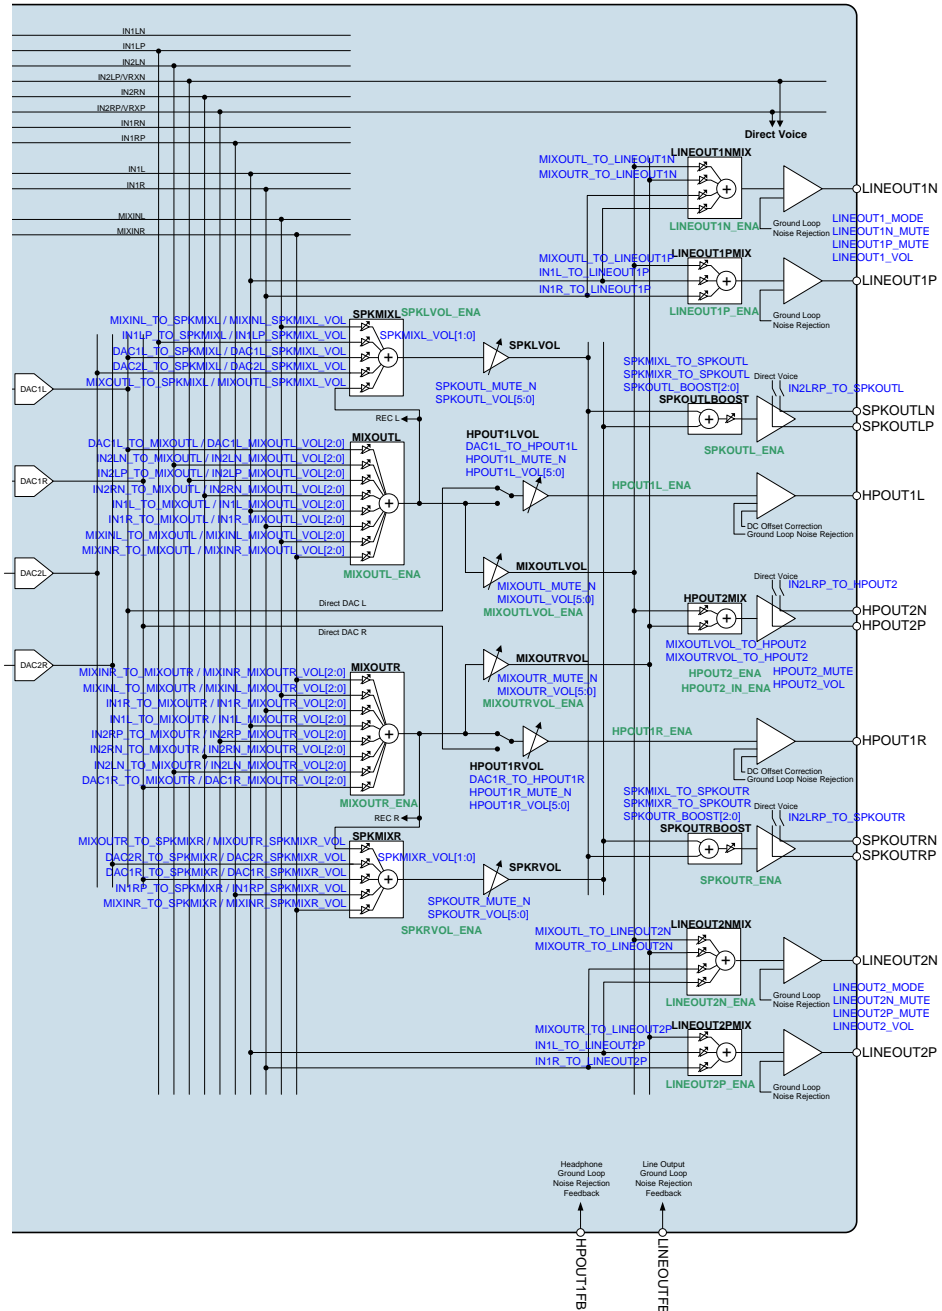 IN1LN
IN1LP
IN2LN
IN2LP/VRXN
IN2RN
IN2RP/VRXP
IN1RN
IN1RP
IN1L
IN1R
MIXINL
MIXINR
Direct Voice
LINEOUT1NMIX
MIXOUTL_TO_LINEOUT1N
MIXOUTR_TO_LINEOUT1N
LINEOUT1N_ENA
Ground Loop
Noise Rejection
LINEOUT1N
LINEOUT1_MODE
LINEOUT1N_MUTE
LINEOUT1P_MUTE
LINEOUT1_VOL
LINEOUT1PMIX
MIXOUTL_TO_LINEOUT1P
IN1L_TO_LINEOUT1P
IN1R_TO_LINEOUT1P
LINEOUT1P_ENA
Ground Loop
Noise Rejection
LINEOUT1P
SPKLVOL_ENA
SPKMIXL
MIXINL_TO_SPKMIXL / MIXINL_SPKMIXL_VOL
IN1LP_TO_SPKMIXL / IN1LP_SPKMIXL_VOL
DAC1L_TO_SPKMIXL / DAC1L_SPKMIXL_VOL
DAC2L_TO_SPKMIXL / DAC2L_SPKMIXL_VOL
MIXOUTL_TO_SPKMIXL / MIXOUTL_SPKMIXL_VOL
SPKMIXL_VOL[1:0]
SPKLVOL
SPKOUTL_MUTE_N
SPKOUTL_VOL[5:0]
SPKMIXL_TO_SPKOUTL
SPKMIXR_TO_SPKOUTL
SPKOUTL_BOOST[2:0]
SPKOUTLBOOST
SPKOUTL_ENA
Direct Voice
IN2LRP_TO_SPKOUTL
SPKOUTLN
SPKOUTLP
DAC1L
DAC1R
DAC2L
DAC2R
REC L
MIXOUTL
DAC1L_TO_MIXOUTL / DAC1L_MIXOUTL_VOL[2:0]
IN2LN_TO_MIXOUTL / IN2LN_MIXOUTL_VOL[2:0]
IN2LP_TO_MIXOUTL / IN2LP_MIXOUTL_VOL[2:0]
IN2RN_TO_MIXOUTL / IN2RN_MIXOUTL_VOL[2:0]
IN1L_TO_MIXOUTL / IN1L_MIXOUTL_VOL[2:0]
IN1R_TO_MIXOUTL / IN1R_MIXOUTL_VOL[2:0]
MIXINL_TO_MIXOUTL / MIXINL_MIXOUTL_VOL[2:0]
MIXINR_TO_MIXOUTL / MIXINR_MIXOUTL_VOL[2:0]
MIXOUTL_ENA
HPOUT1LVOL
DAC1L_TO_HPOUT1L
HPOUT1L_MUTE_N
HPOUT1L_VOL[5:0]
HPOUT1L_ENA
DC Offset Correction
Ground Loop Noise Rejection
HPOUT1L
MIXOUTLVOL
MIXOUTL_MUTE_N
MIXOUTL_VOL[5:0]
MIXOUTLVOL_ENA
Direct DAC L
Direct DAC R
Direct Voice
IN2LRP_TO_HPOUT2
HPOUT2MIX
HPOUT2N
HPOUT2P
MIXOUTLVOL_TO_HPOUT2
MIXOUTRVOL_TO_HPOUT2
HPOUT2_ENA
HPOUT2_IN_ENA
HPOUT2_MUTE
HPOUT2_VOL
MIXOUTRVOL
MIXOUTR_MUTE_N
MIXOUTR_VOL[5:0]
MIXOUTRVOL_ENA
MIXOUTR
MIXINR_TO_MIXOUTR / MIXINR_MIXOUTR_VOL[2:0]
MIXINL_TO_MIXOUTR / MIXINL_MIXOUTR_VOL[2:0]
IN1R_TO_MIXOUTR / IN1R_MIXOUTR_VOL[2:0]
IN1L_TO_MIXOUTR / IN1L_MIXOUTR_VOL[2:0]
IN2RP_TO_MIXOUTR / IN2RP_MIXOUTR_VOL[2:0]
IN2RN_TO_MIXOUTR / IN2RN_MIXOUTR_VOL[2:0]
IN2LN_TO_MIXOUTR / IN2LN_MIXOUTR_VOL[2:0]
DAC1R_TO_MIXOUTR / DAC1R_MIXOUTR_VOL[2:0]
MIXOUTR_ENA
HPOUT1R_ENA
HPOUT1RVOL
DAC1R_TO_HPOUT1R
HPOUT1R_MUTE_N
HPOUT1R_VOL[5:0]
DC Offset Correction
Ground Loop Noise Rejection
HPOUT1R
REC R
SPKMIXR
MIXOUTR_TO_SPKMIXR / MIXOUTR_SPKMIXR_VOL
DAC2R_TO_SPKMIXR / DAC2R_SPKMIXR_VOL
DAC1R_TO_SPKMIXR / DAC1R_SPKMIXR_VOL
IN1RP_TO_SPKMIXR / IN1RP_SPKMIXR_VOL
MIXINR_TO_SPKMIXR / MIXINR_SPKMIXR_VOL
SPKMIXR_VOL[1:0]
SPKRVOL
SPKOUTR_MUTE_N
SPKOUTR_VOL[5:0]
SPKRVOL_ENA
SPKMIXL_TO_SPKOUTR
SPKMIXR_TO_SPKOUTR
SPKOUTR_BOOST[2:0]
SPKOUTRBOOST
SPKOUTR_ENA
Direct Voice
IN2LRP_TO_SPKOUTR
SPKOUTRN
SPKOUTRP
LINEOUT2NMIX
MIXOUTL_TO_LINEOUT2N
MIXOUTR_TO_LINEOUT2N
LINEOUT2N_ENA
Ground Loop
Noise Rejection
LINEOUT2N
LINEOUT2_MODE
LINEOUT2N_MUTE
LINEOUT2P_MUTE
LINEOUT2_VOL
LINEOUT2PMIX
MIXOUTR_TO_LINEOUT2P
IN1L_TO_LINEOUT2P
IN1R_TO_LINEOUT2P
LINEOUT2P_ENA
Ground Loop
Noise Rejection
LINEOUT2P
Headphone
Ground Loop
Noise Rejection
Feedback
Line Output
Ground Loop
Noise Rejection
Feedback
HPOUT1FB
LINEOUTFB